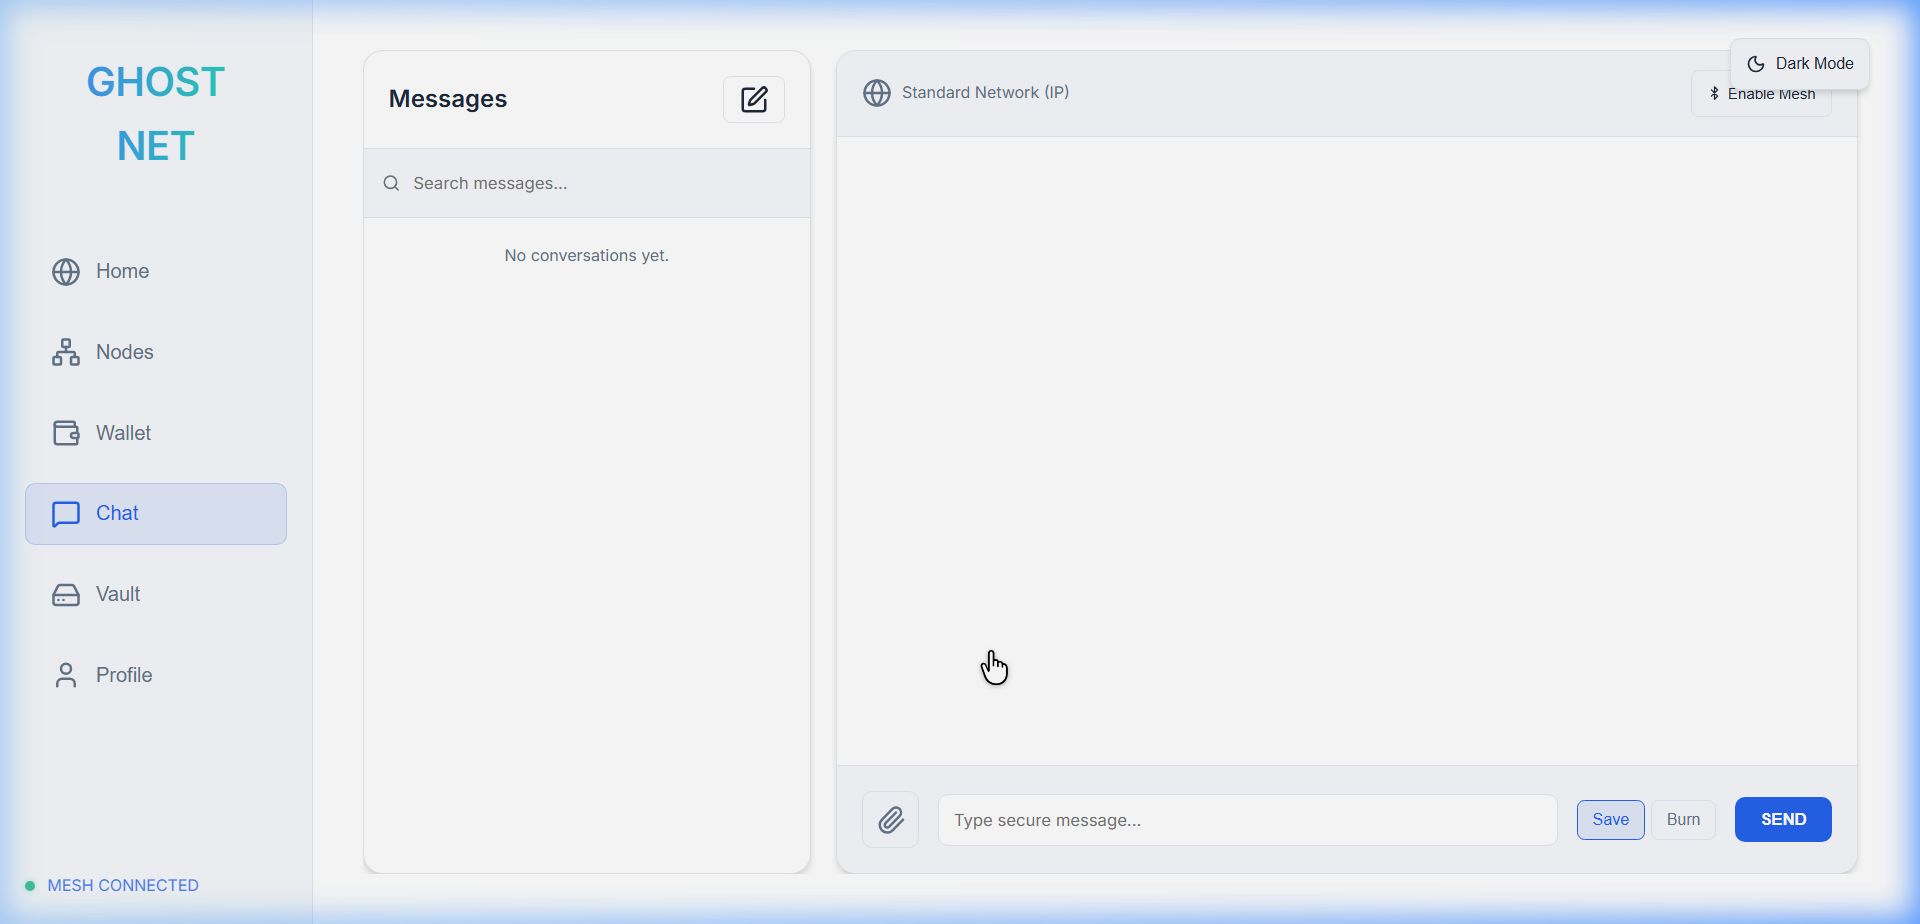 GHOST
NET
Home
Nodes
Wallet
Chat
Vault
Profile
MESH CONNECTED
Messages
Search messages...
No conversations yet.
Standard Network (IP)
Dark Mode
Enable Mesh
Type secure message...
Save
Burn
SEND